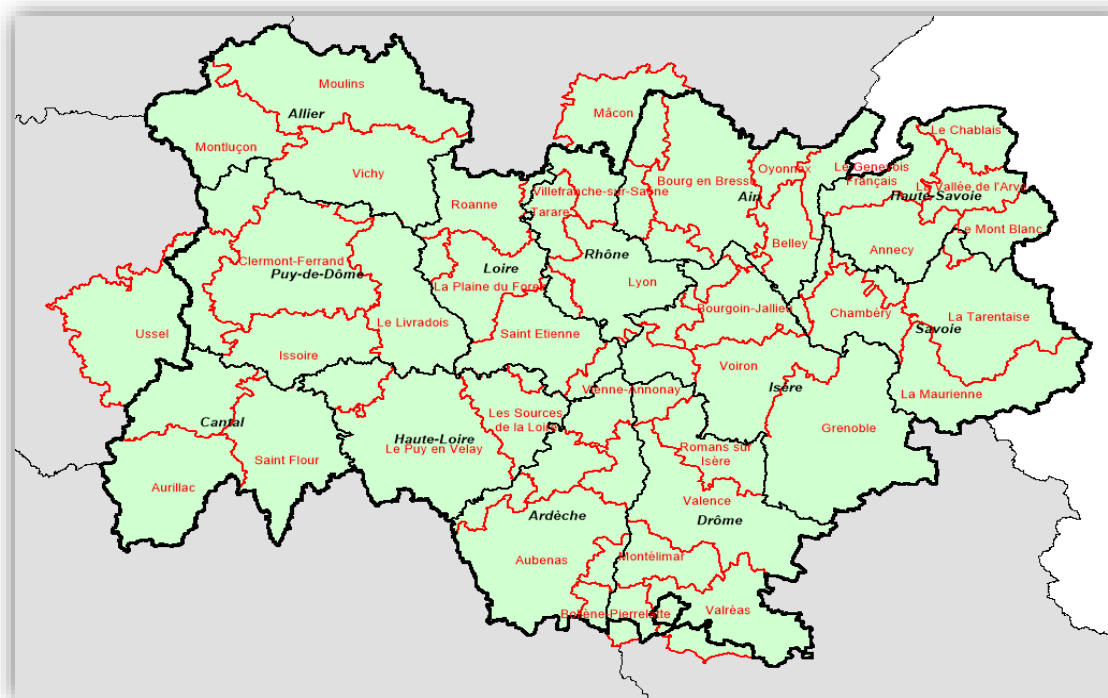 Moulins
Allier
Mâcon
Le Chablais
Montluçon
Vichy
Oyonnax
Le Genevois
Français
Bourg en Bresse
Villefranche-sur-Saône
La Vallée de l'Arve
Ain
Haute-Savoie
Roanne
Tarare
Le Mont Blanc
Belley
Annecy
Rhône
Clermont-Ferrand
Puy-de-Dôme
Loire
La Plaine du Forez
Lyon
Bourgoin-Jallieu
Chambéry
La Tarentaise
Savoie
Ussel
Le Livradois
Saint Etienne
Issoire
Voiron
Isère
Vienne-Annonay
La Maurienne
Cantal
Les Sources
de la Loire
Grenoble
Haute-Loire
Le Puy en Velay
Romans sur
Isère
Saint Flour
Aurillac
Valence
Ardèche
Drôme
Aubenas
Montélimar
Bollène-Pierrelatte
Valréas